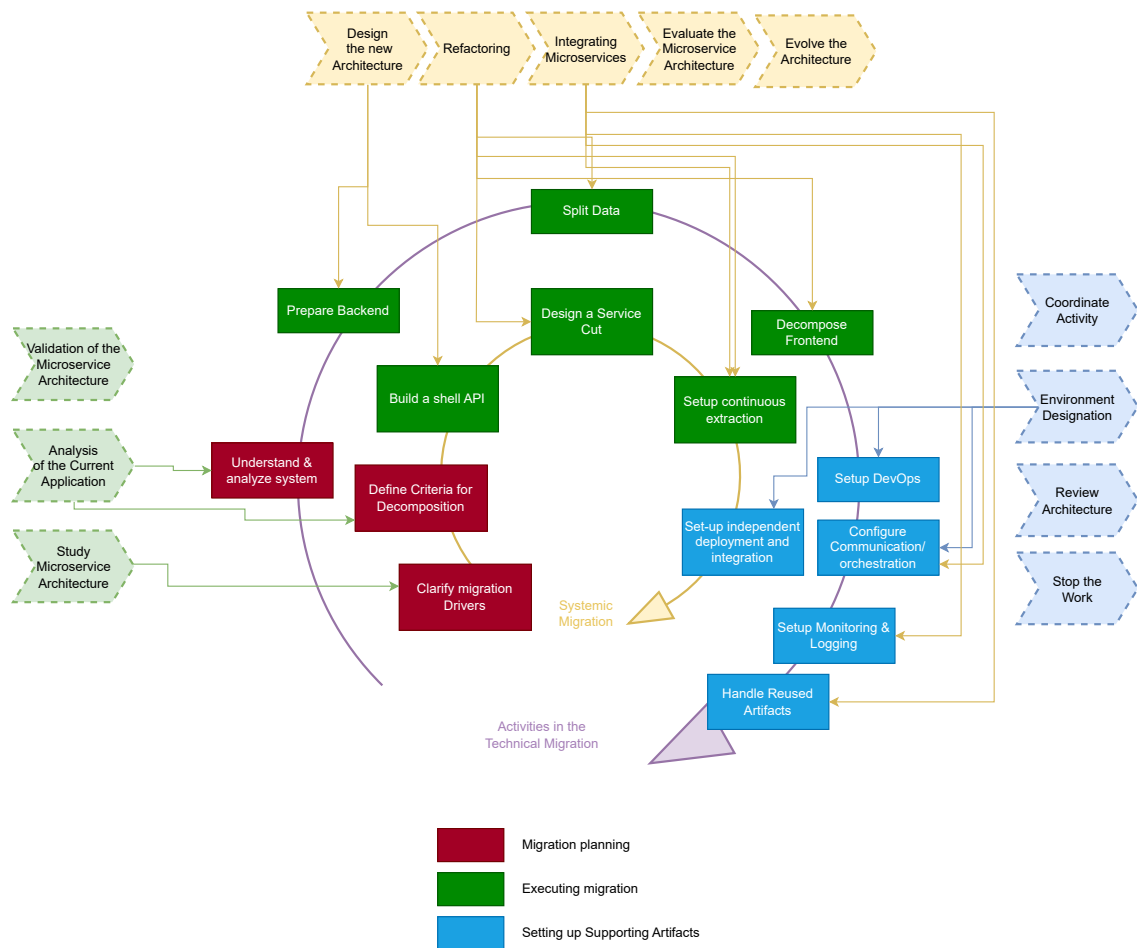 Design
the new
Architecture
Refactoring
Integrating
Microservices
Evaluate the
Microservice
Architecture
Evolve the
Architecture
Split Data
Prepare Backend
Design a Service
Cut
Decompose
Frontend
Coordinate
Activity
Validation of the
Microservice
Architecture
Build a shell API
Setup continuous
extraction
Environment
Designation
Analysis
of the Current
Application
Understand &
analyze system
Define Criteria for
Decomposition
Setup DevOps
Review
Architecture
Set-up independent
deployment and
integration
Configure
Communication/
orchestration
Study
Microservice
Architecture
Clarify migration
Drivers
Stop the
Work
Systemic
Migration
Setup Monitoring &
Logging
Handle Reused
Artifacts
Activities in the
Technical Migration
Migration planning
Executing migration
Setting up Supporting Artifacts